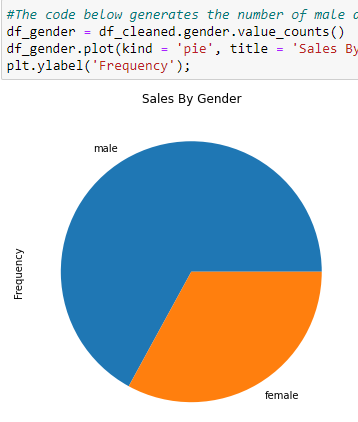 #The code below generates the number of male
df_gender = df_cleaned.gender.value_counts()
df_gender.plot(kind = 'pie', title = 'Sales By
plt.ylabel('Frequency');
Sales By Gender
male
Frequency
female